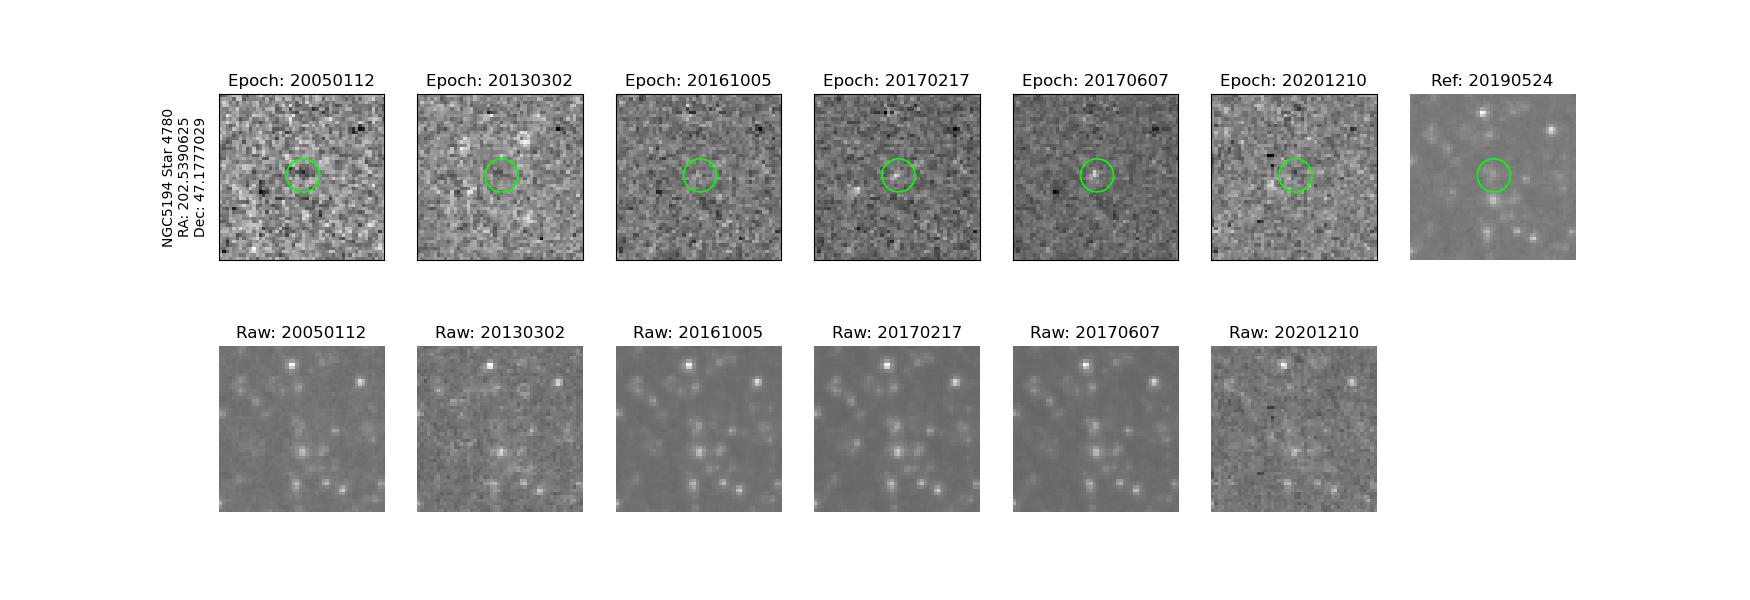 Epoch: 20050112
Epoch: 20130302
Epoch: 20161005
Epoch: 20170217
Epoch: 20170607
Epoch: 20201210
Ref: 20190524
NGC5194 Star 4780
RA: 202.5390625
Dec: 47.17777029
Raw: 20050112
Raw: 20130302
Raw: 20161005
Raw: 20170217
Raw: 20170607
Raw: 20201210